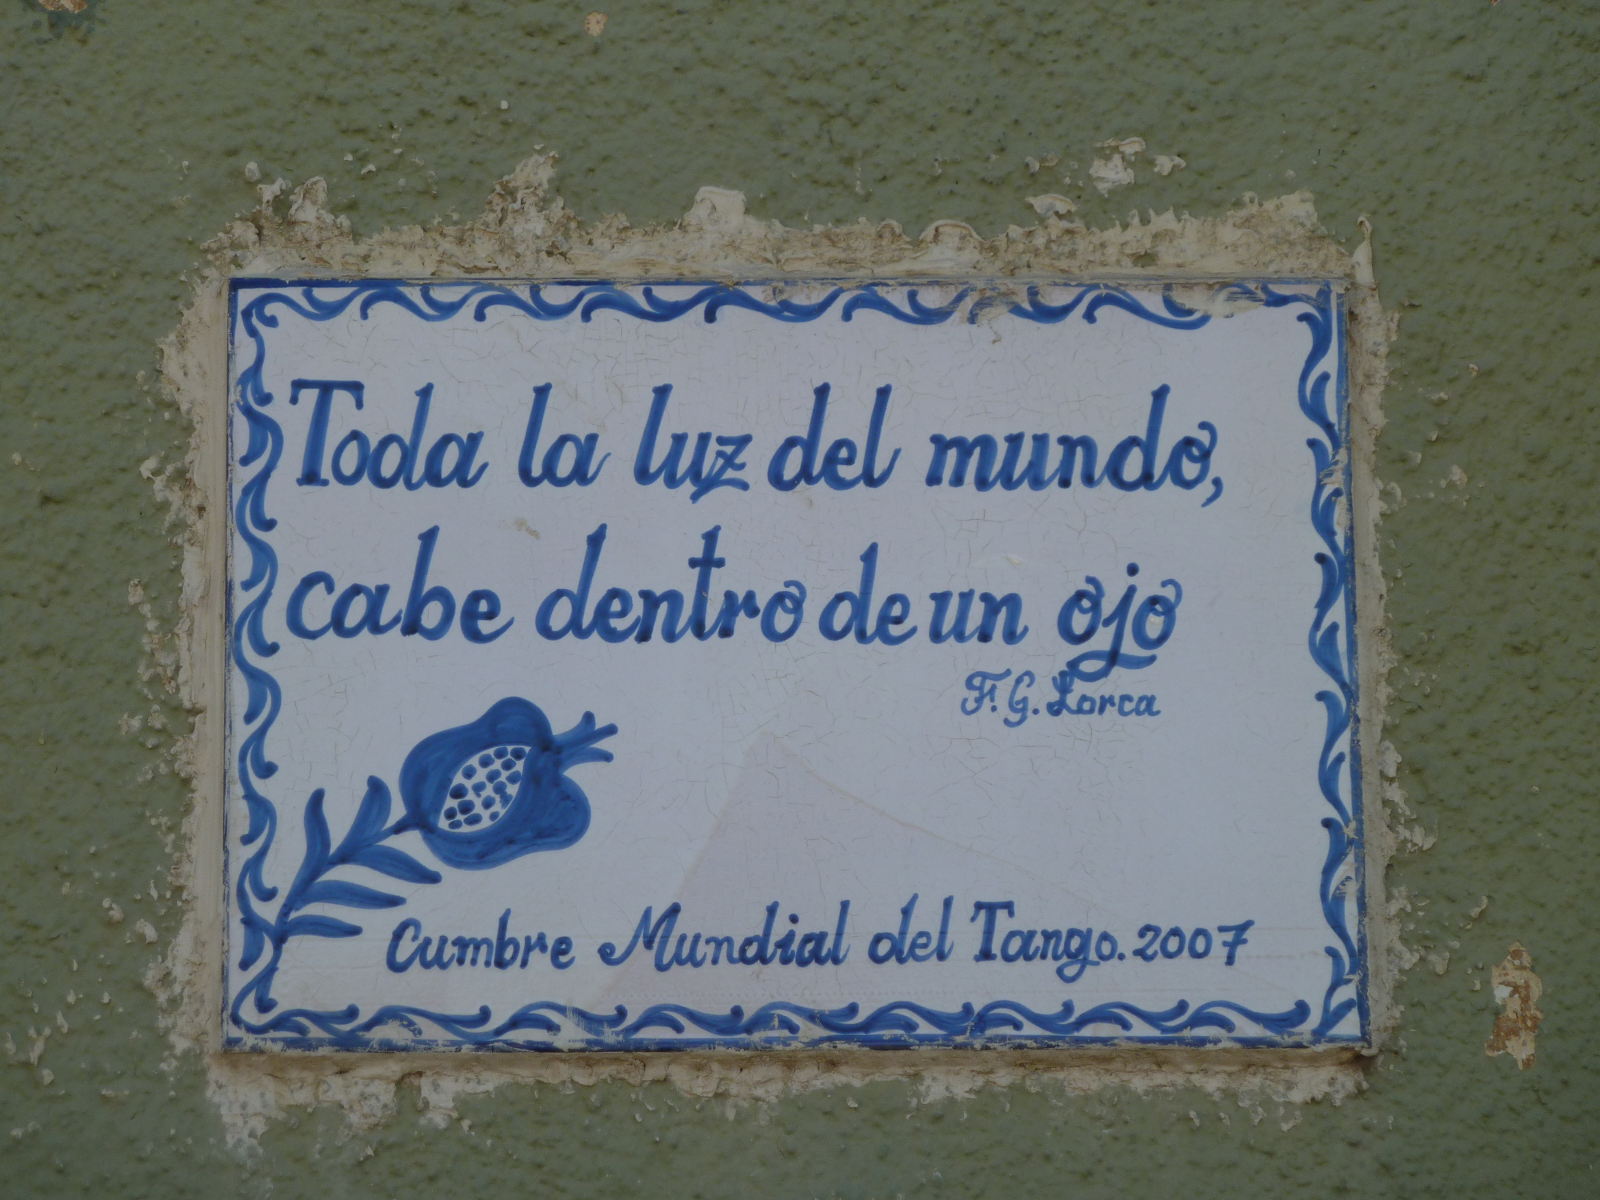 Toda la luz del mundo,
cabe dentro de un ojo
F. G. Lorca
Cumbre Mundial del Tango. 2007